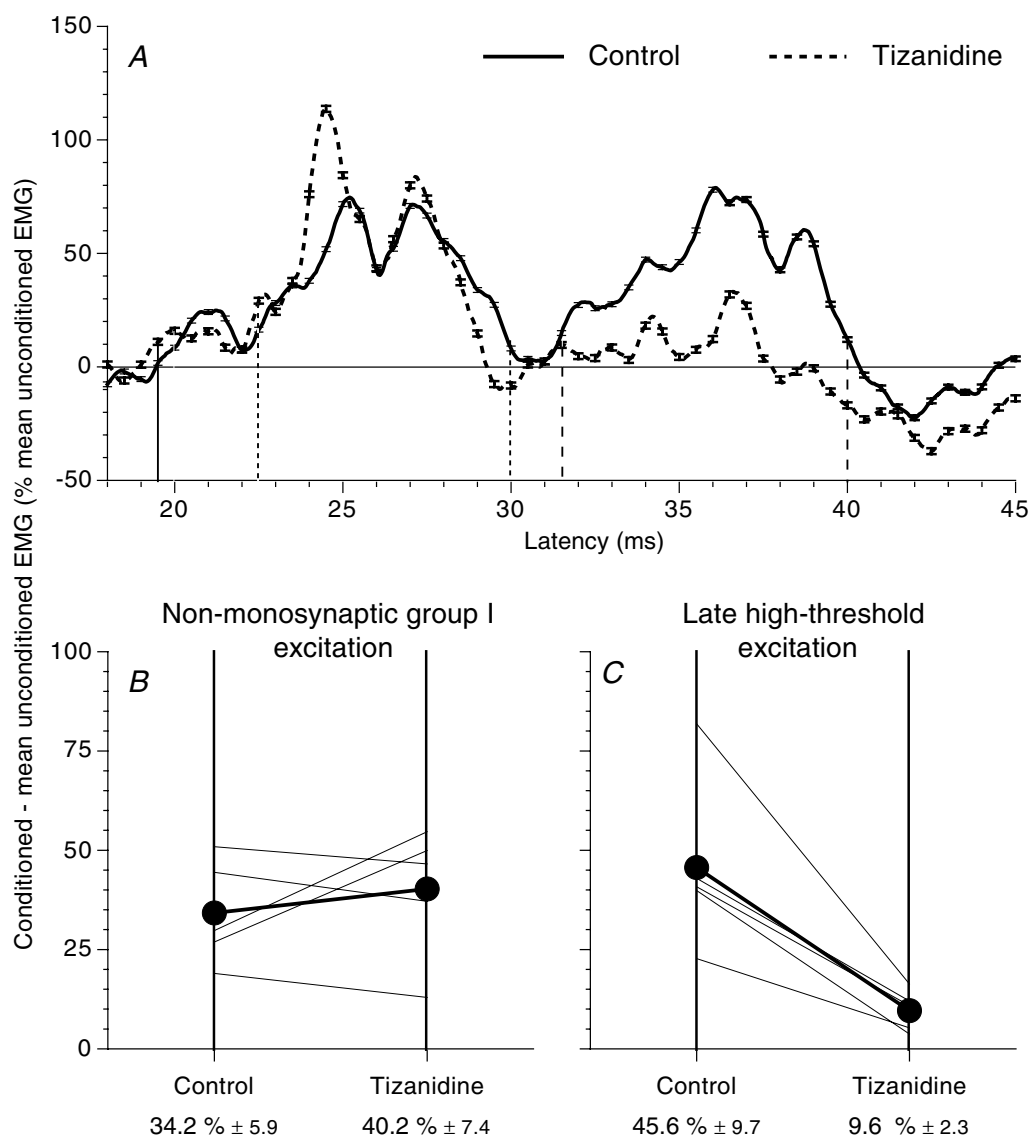 Conditioned - mean unconditioned EMG (% mean unconditioned EMG)
150
100
50
0
-50
A
Control
Tizanidine
20
25
30
35
40
45
Latency (ms)
Non-monosynaptic group I
excitation
B
100
75
50
25
0
Control
Tizanidine
34.2 % ± 5.9
40.2 % ± 7.4
Late high-threshold
excitation
C
Control
Tizanidine
45.6 % ± 9.7
9.6 % ± 2.3